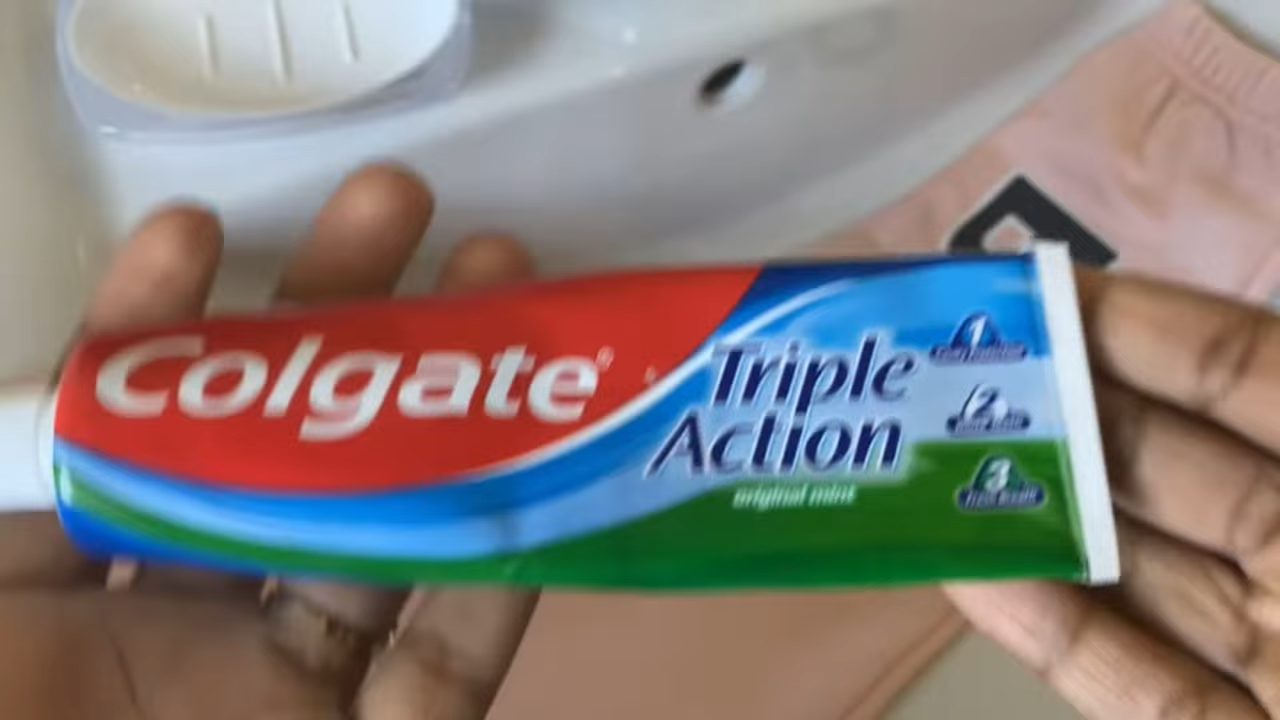 Colgate®
Triple
Action
original mint
1
2
3